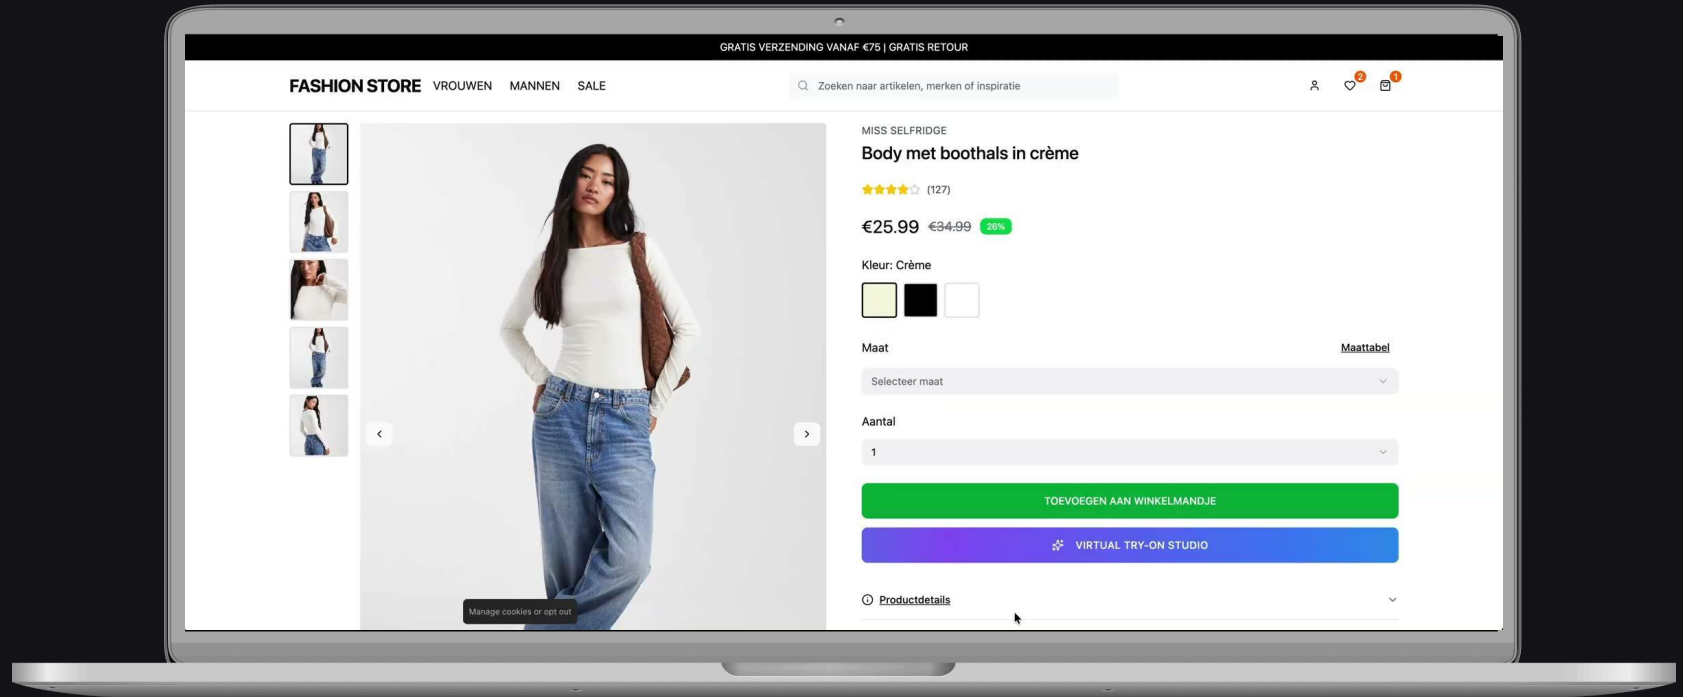 GRATIS VERZENDING VANAF €75 | GRATIS RETOUR
FASHION STORE VROUWEN MANNEN SALE
Zoeken naar artikelen, merken of inspiratie
2
1
MISS SELFRIDGE
Body met boothals in crème
(127)
€25.99 €34.99 26%
Kleur: Crème
Maat Maattabel
Selecteer maat
Aantal
1
TOEVOEGEN AAN WINKELMANDJE
VIRTUAL TRY-ON STUDIO
Productdetails
Manage cookies or opt out